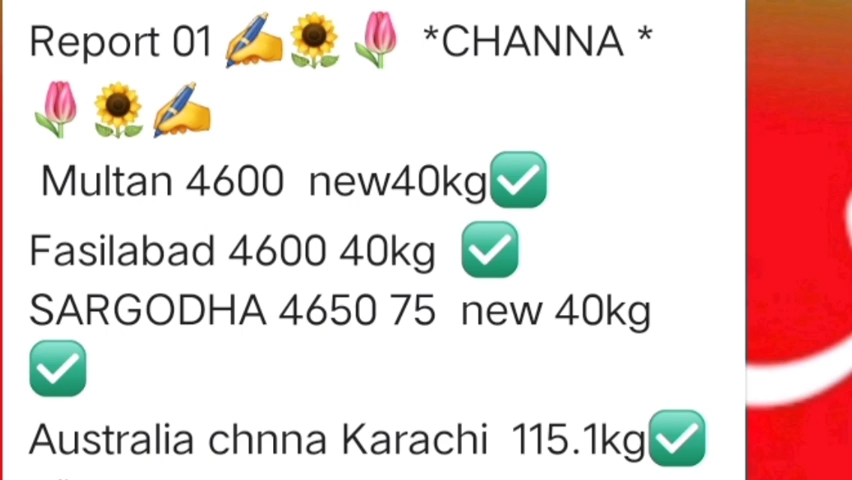 Report 01 ✍️🌻🌷 *CHANNA *
🌷🌻✍️
Multan 4600 new40kg✅
Fasilabad 4600 40kg ✅
SARGODHA 4650 75 new 40kg
✅
Australia chnna Karachi 115.1kg✅